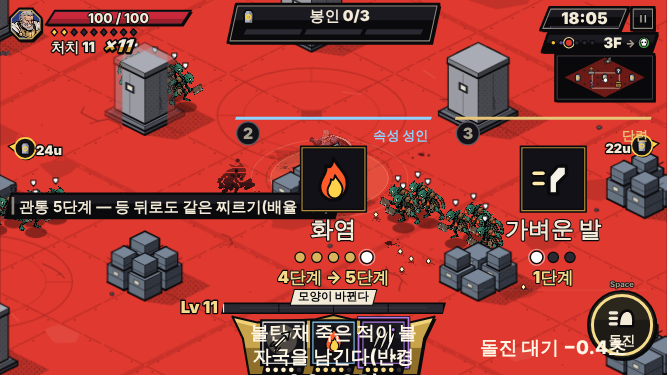 100 / 100
처치 11 ×11
봉인 0/3
18:05
3F →
2
속성 성인
3
단련
24u
22u
관통 5단계 — 등 뒤로도 같은 찌르기(배율
화염
4단계 → 5단계
모양이 바뀐다
가벼운 발
1단계
Lv 11
불탄 채 죽은 적이 불
자국을 남긴다(반경
돌진 대기 −0.4초
Space
돌진